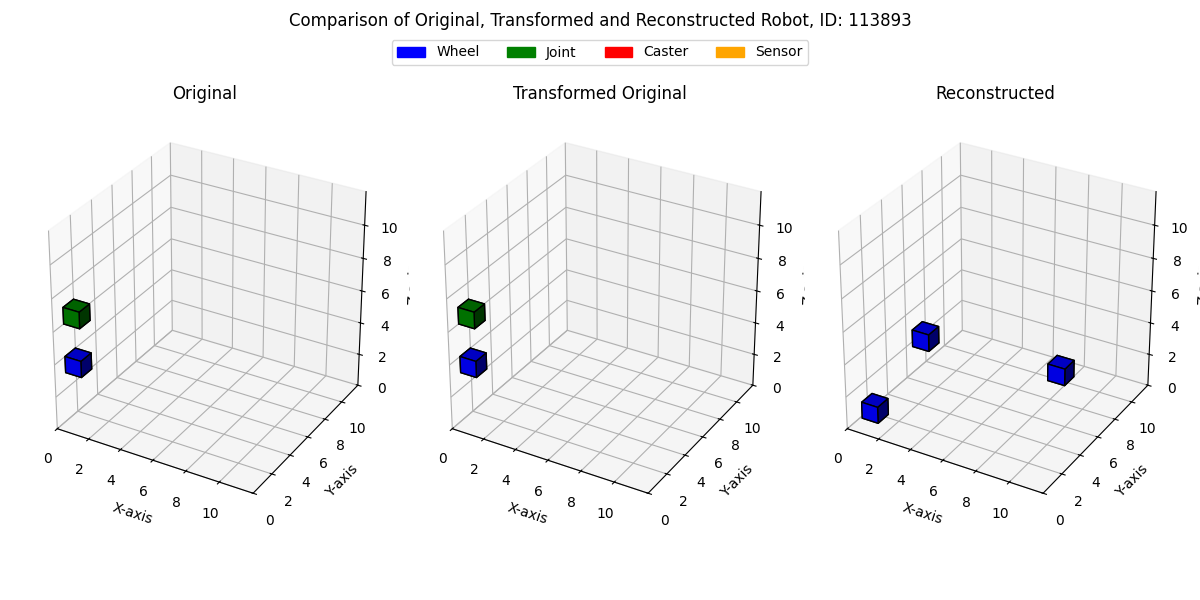 Comparison of Original, Transformed and Reconstructed Robot, ID: 113893
Wheel Joint Caster Sensor
Original
Transformed Original
Reconstructed
0 2 4 6 8 10
X-axis
0 2 4 6 8 10
Y-axis
0 2 4 6 8 10
0 2 4 6 8 10
X-axis
0 2 4 6 8 10
Y-axis
0 2 4 6 8 10
0 2 4 6 8 10
X-axis
0 2 4 6 8 10
Y-axis
0 2 4 6 8 10